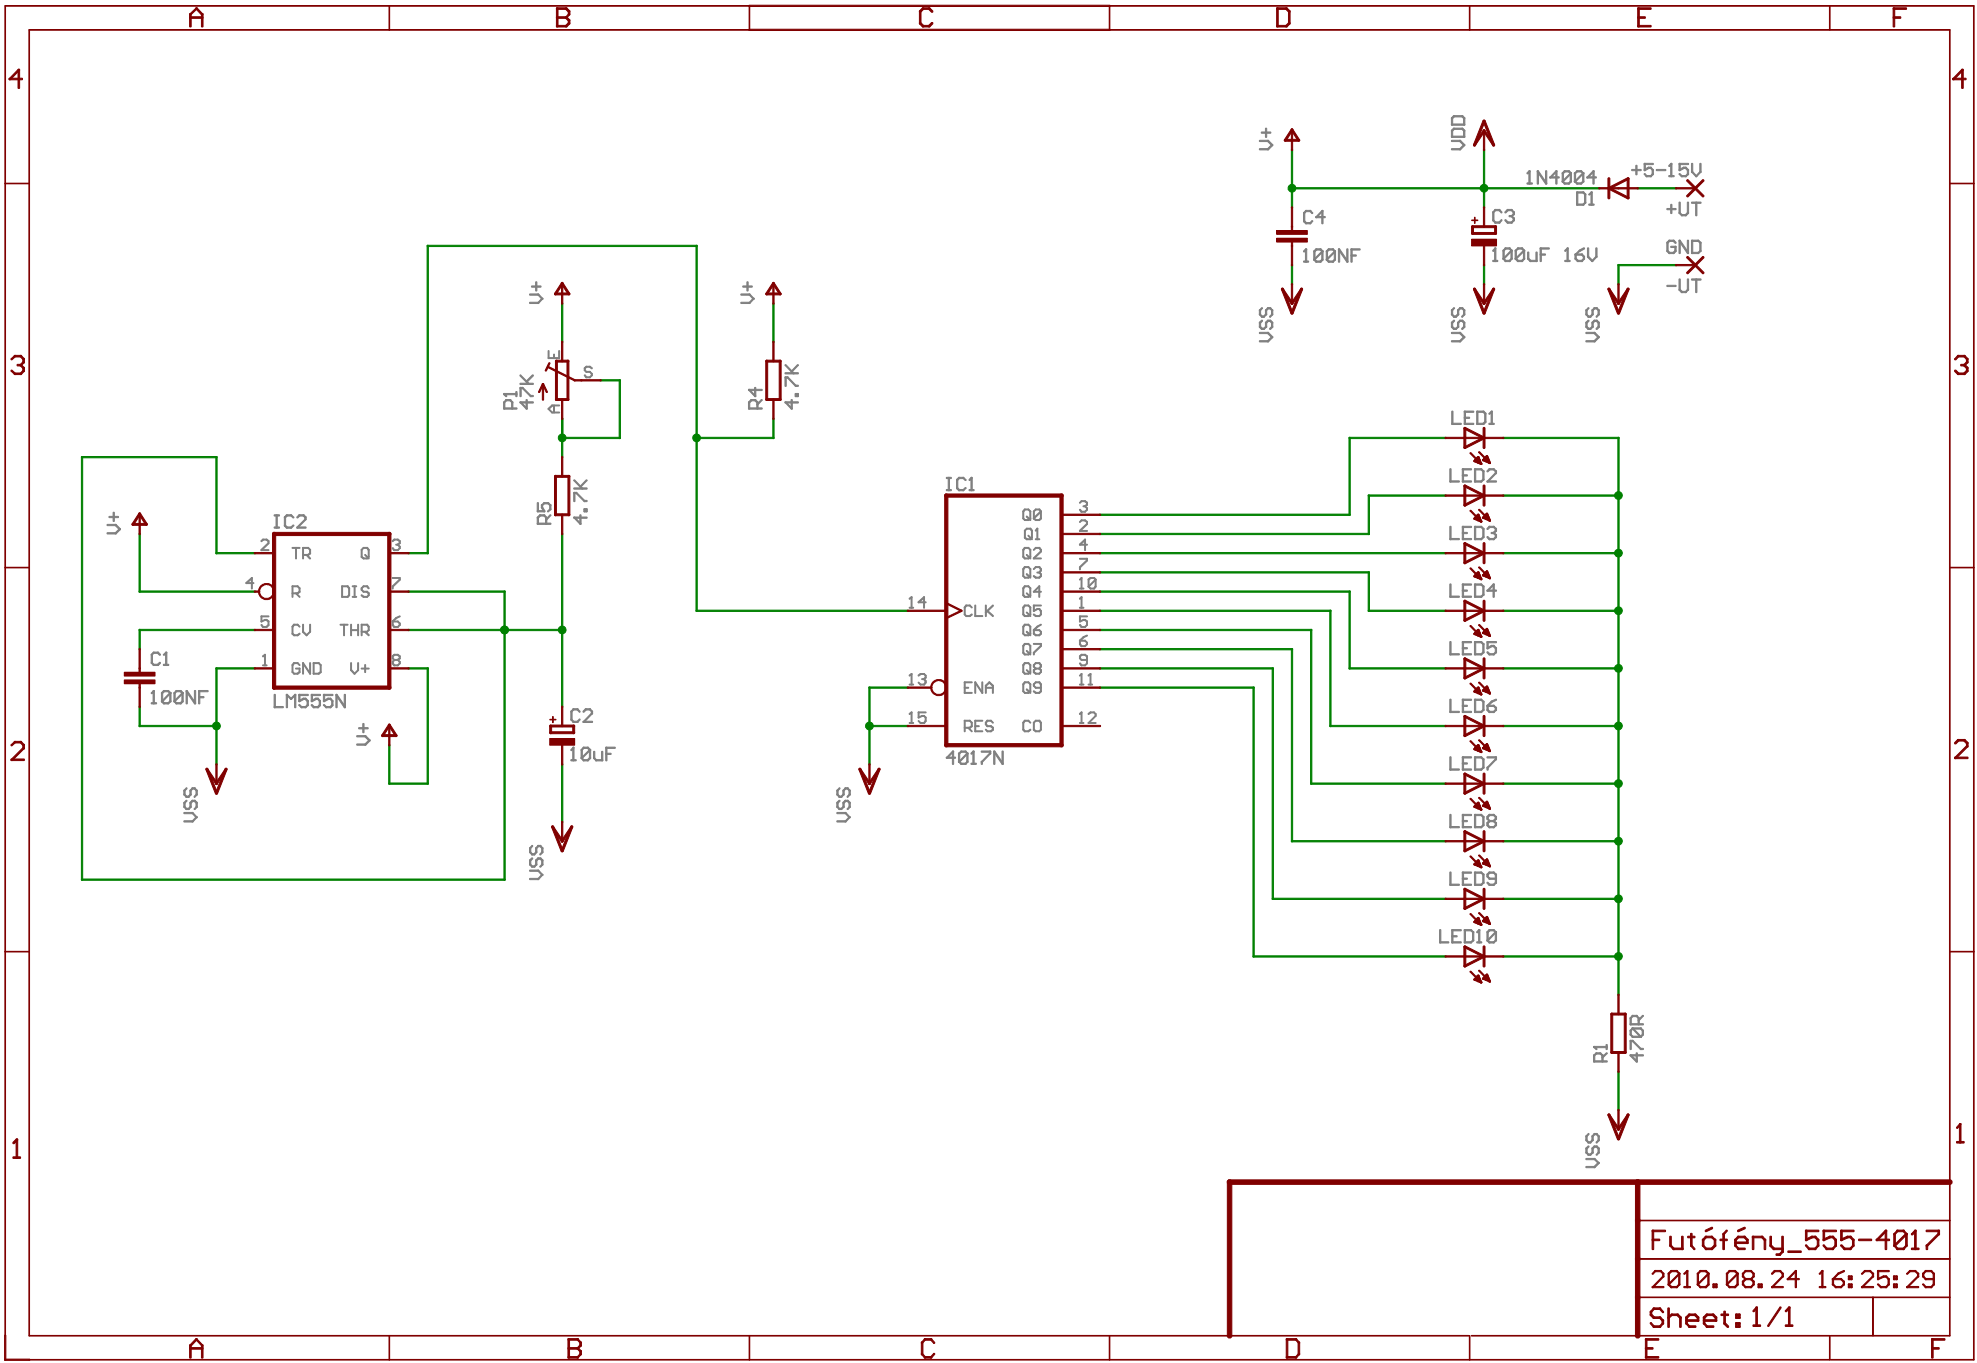 A B C D E F
4 4
V+
VDD
1N4004
D1
+5-15V
+UT
C4
100NF
C3
100uF 16V
GND
-UT
VSS
VSS
VSS
V+
V+
3 3
E
S
A
P1
47K
R4
4.7K
R5
4.7K
V+
IC2
2 TR Q 3
4 R DIS 7
5 CV THR 6
1 GND V+ 8
LM555N
C1
100NF
V+
VSS
C2
10uF
VSS
IC1
Q0 3
Q1 2
Q2 4
Q3 7
Q4 10
14 CLK Q5 1
Q6 5
Q7 6
Q8 9
13 ENA Q9 11
15 RES CO 12
4017N
VSS
LED1
LED2
LED3
LED4
LED5
LED6
LED7
LED8
LED9
LED10
2 2
R1
470R
VSS
1 1
Futófény_555-4017
2010.08.24 16:25:29
Sheet: 1/1
A B C D E F